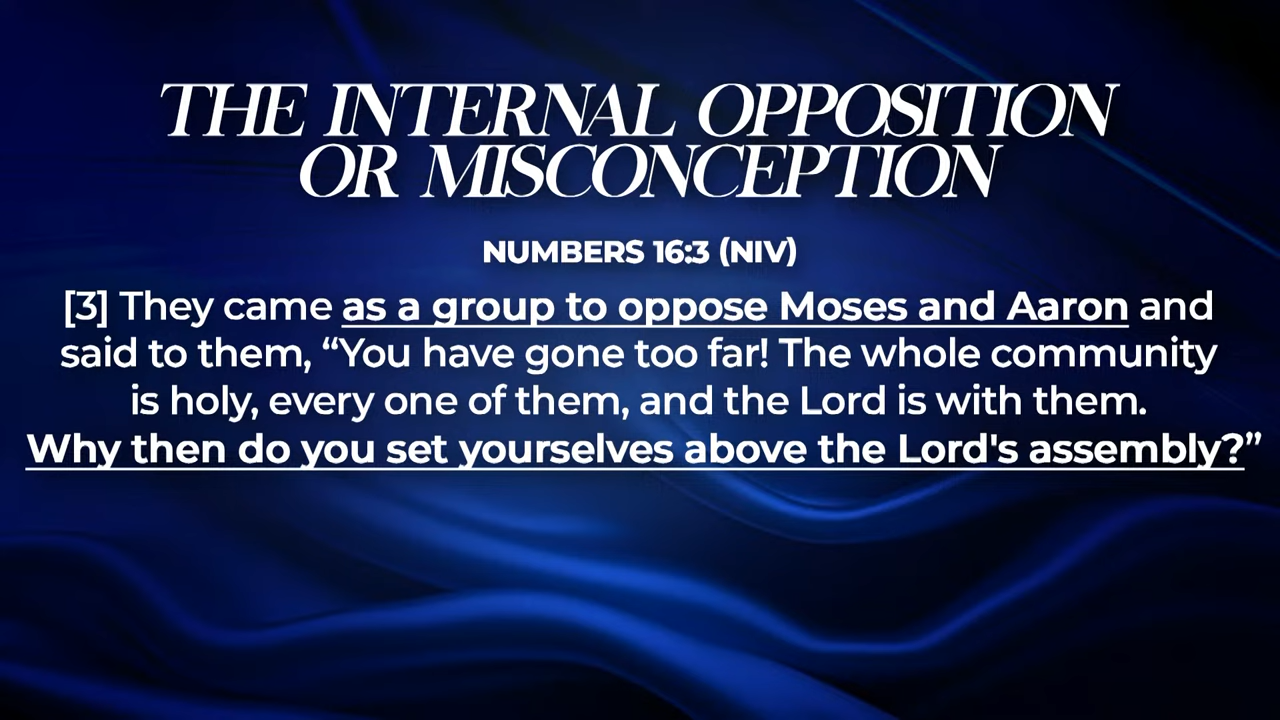 THE INTERNAL OPPOSITION
OR MISCONCEPTION
NUMBERS 16:3 (NIV)
[3] They came as a group to oppose Moses and Aaron and
said to them, “You have gone too far! The whole community
is holy, every one of them, and the Lord is with them.
Why then do you set yourselves above the Lord's assembly?”